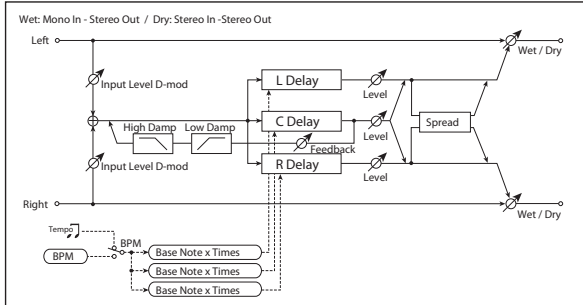 Wet: Mono In - Stereo Out / Dry: Stereo In -Stereo Out
Left
Wet / Dry
Input Level D-mod
L Delay
Level
High Damp
Low Damp
C Delay
Level
Spread
Feedback
Input Level D-mod
R Delay
Level
Right
Wet / Dry
Tempo
BPM
BPM
Base Note x Times
Base Note x Times
Base Note x Times